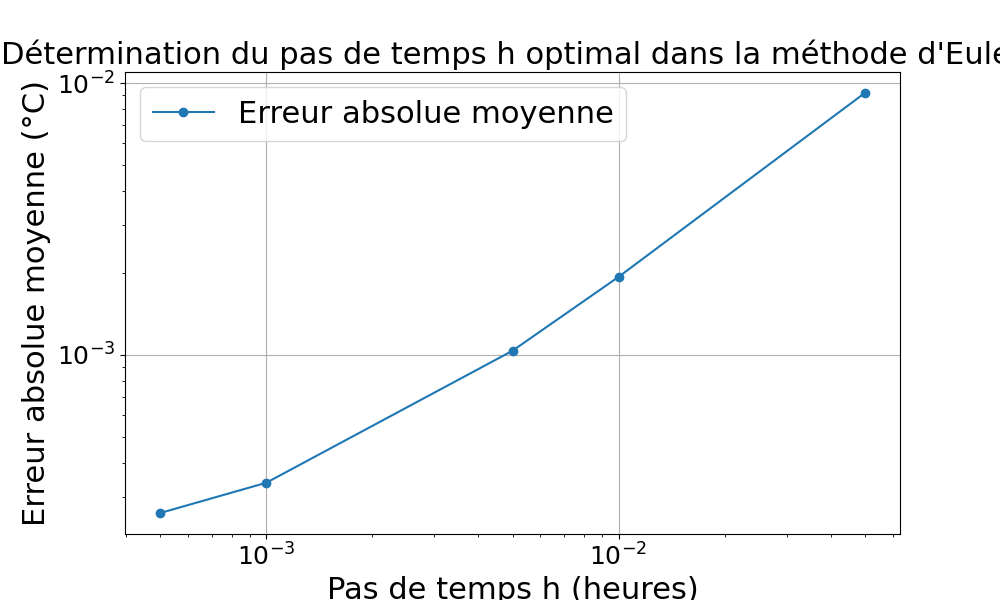 Détermination du pas de temps h optimal dans la méthode d'Eule
Erreur absolue moyenne (°C)
10⁻²
Erreur absolue moyenne
10⁻³
10⁻³ 10⁻²
Pas de temps h (heures)